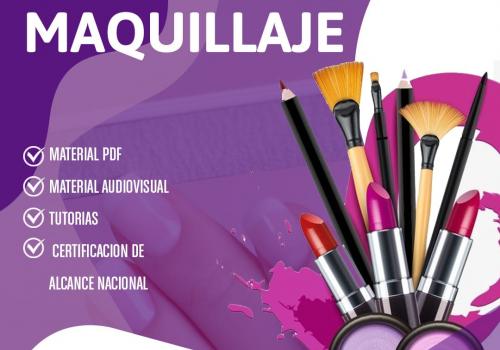 MAQUILLAJE
MATERIAL PDF
MATERIAL AUDIOVISUAL
TUTORIAS
CERTIFICACION DE
ALCANCE NACIONAL